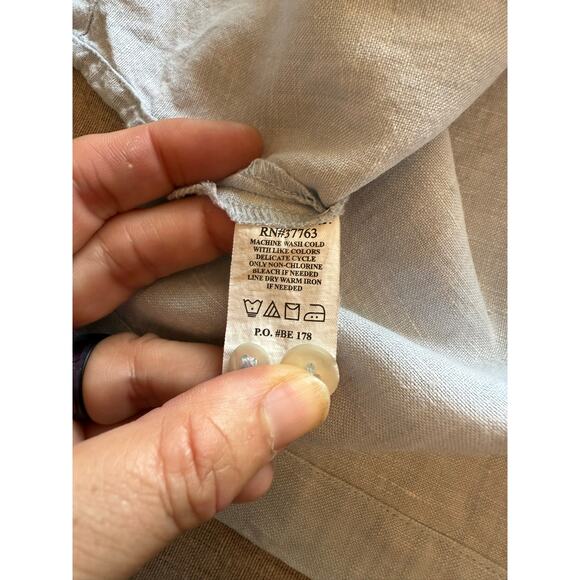 RN#37763
MACHINE WASH COLD
WITH LIKE COLORS
DELICATE CYCLE
ONLY NON-CHLORINE
BLEACH IF NEEDED
LINE DRY WARM IRON
IF NEEDED
P.O. #BE 178